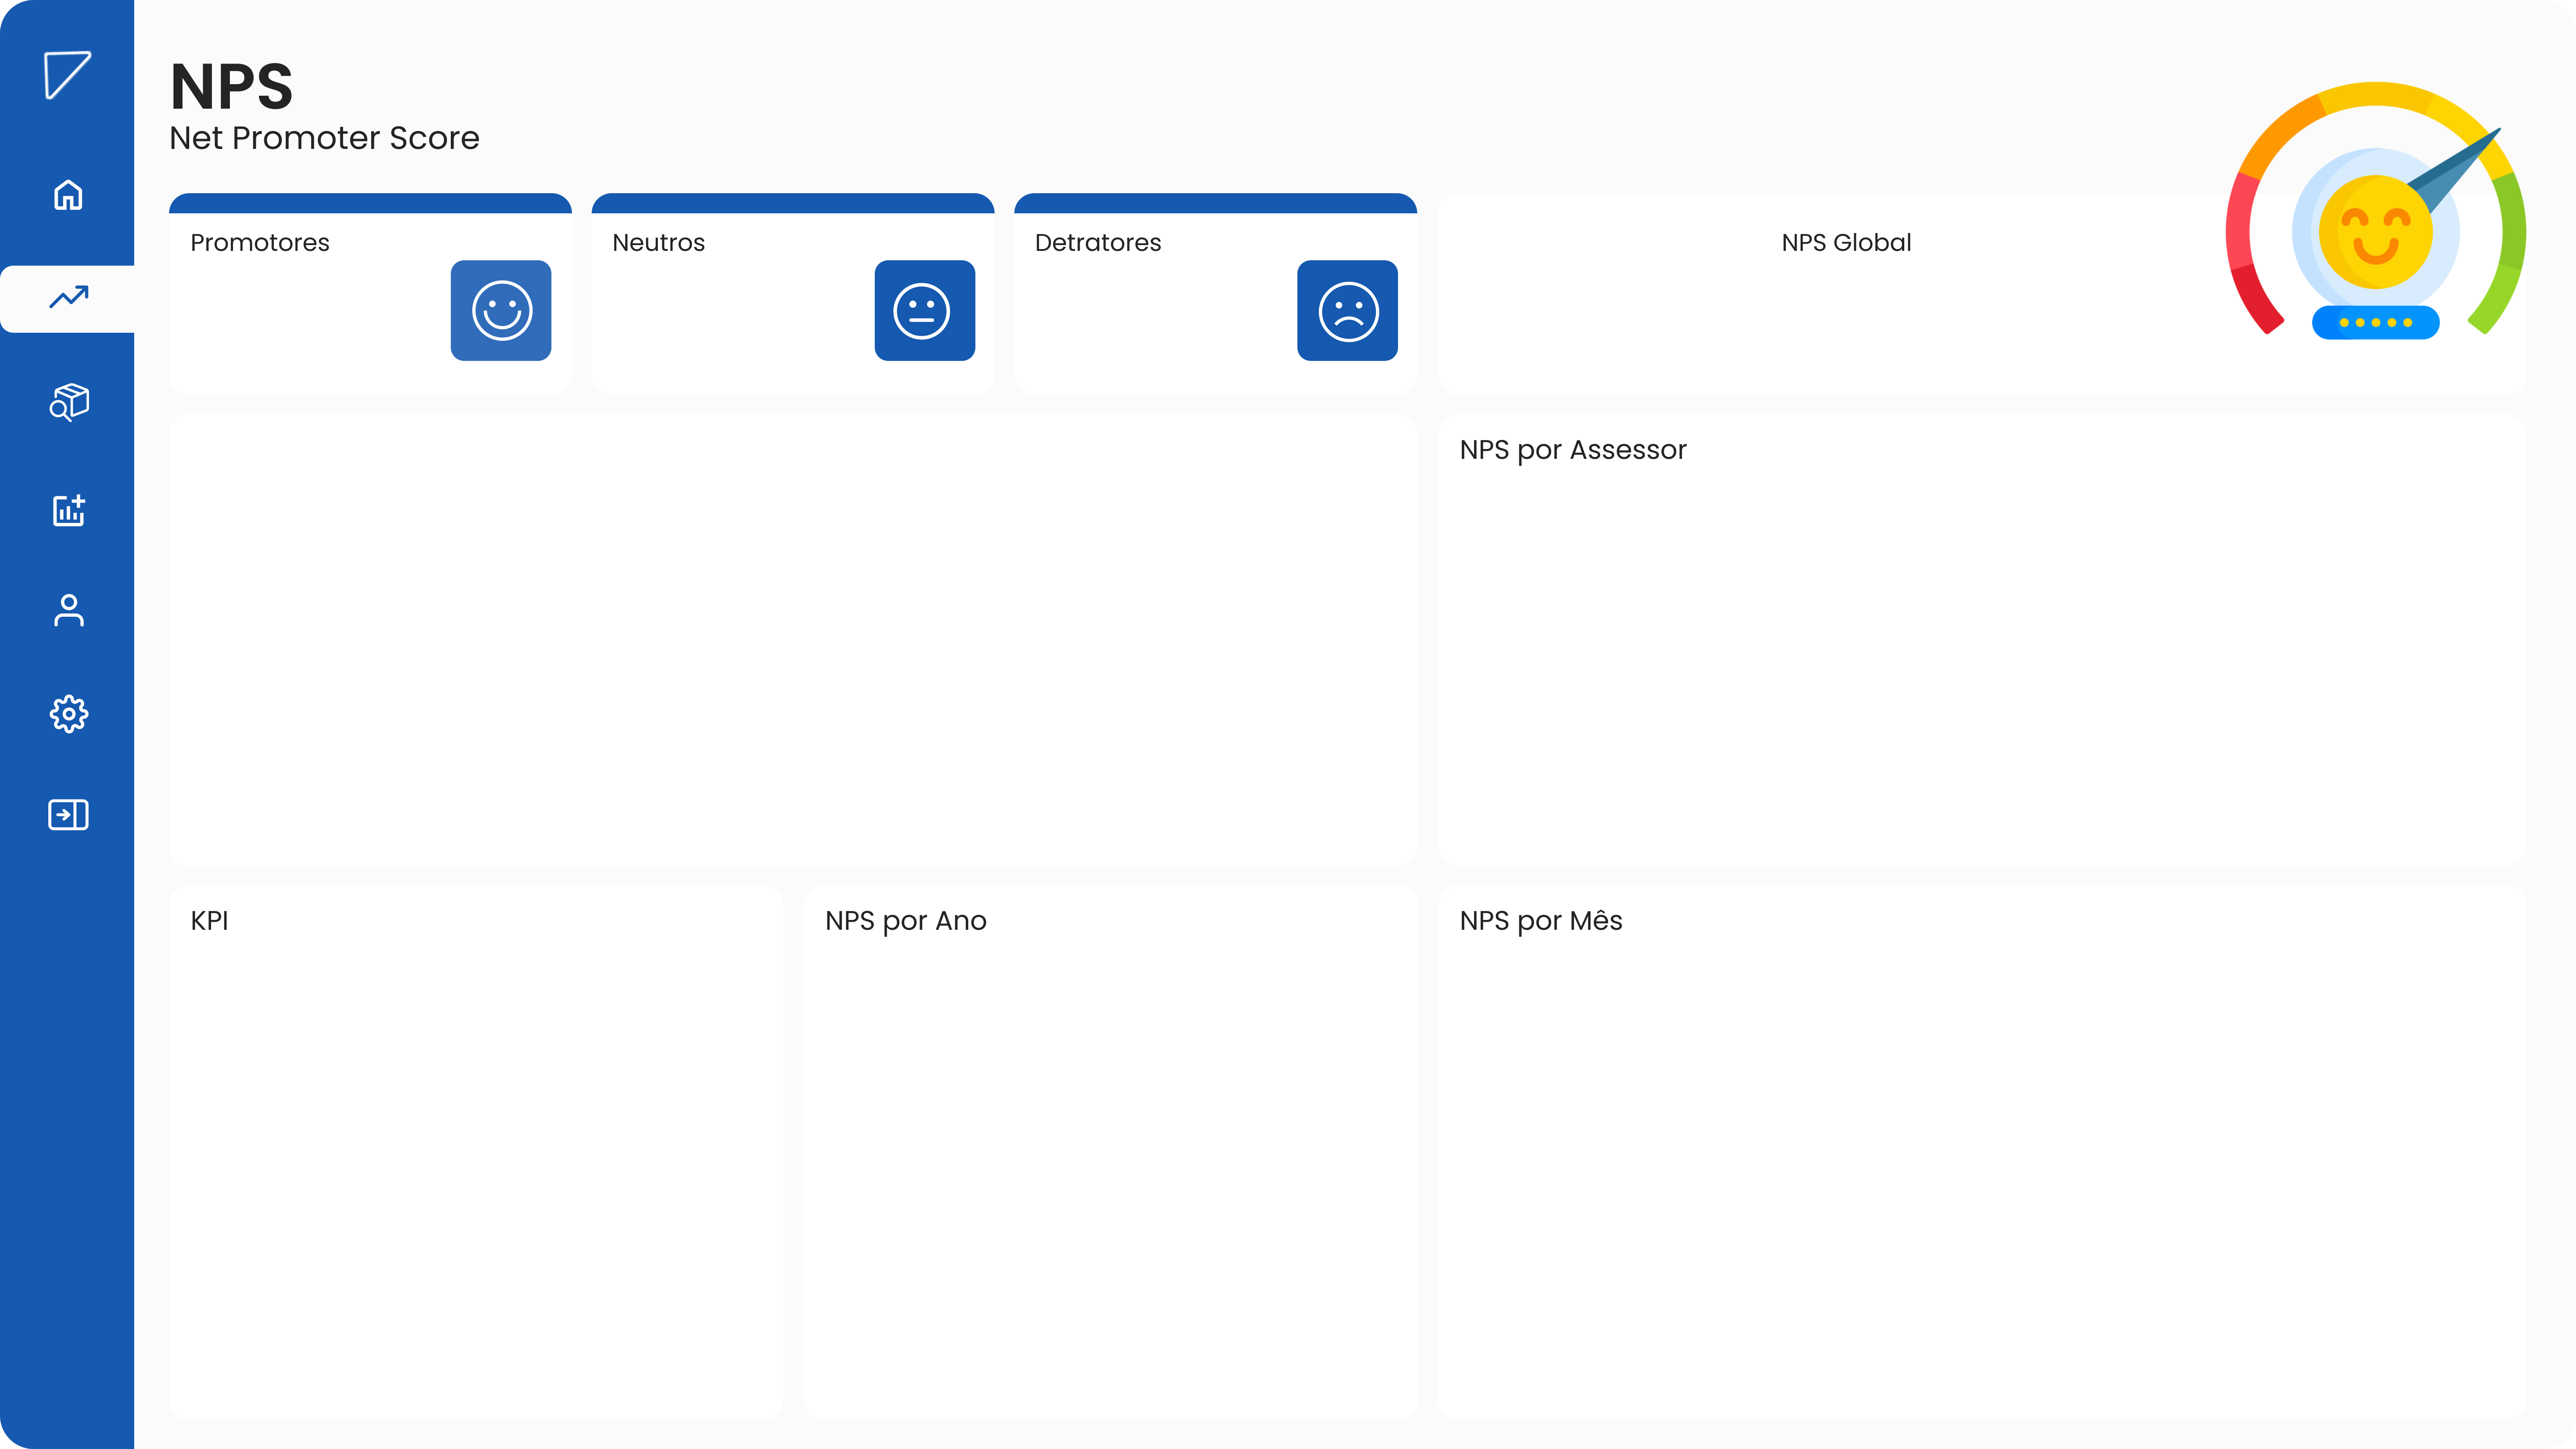 NPS
Net Promoter Score
Promotores
Neutros
Detratores
NPS Global
NPS por Assessor
KPI
NPS por Ano
NPS por Mês